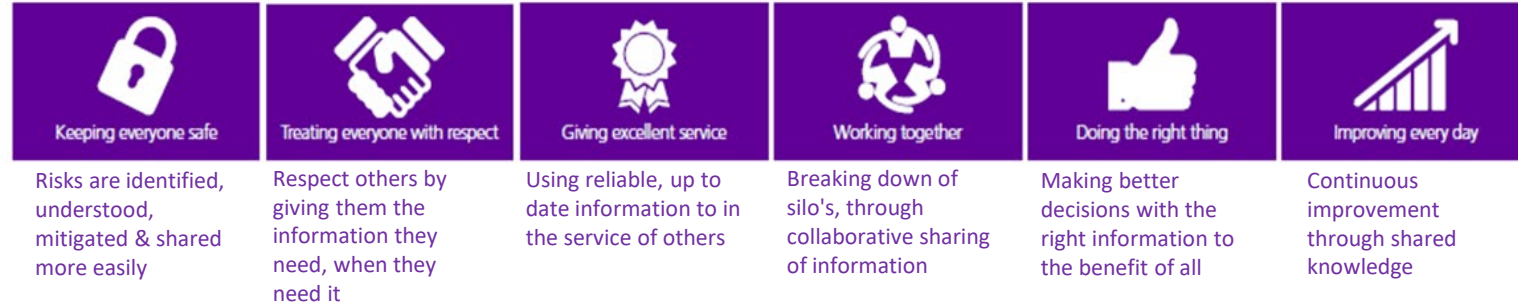 Keeping everyone safe
Treating everyone with respect
Giving excellent service
Working together
Doing the right thing
Improving every day
Risks are identified,
understood,
mitigated & shared
more easily
Respect others by
giving them the
information they
need, when they
need it
Using reliable, up to
date information to in
the service of others
Breaking down of
silo's, through
collaborative sharing
of information
Making better
decisions with the
right information to
the benefit of all
Continuous
improvement
through shared
knowledge